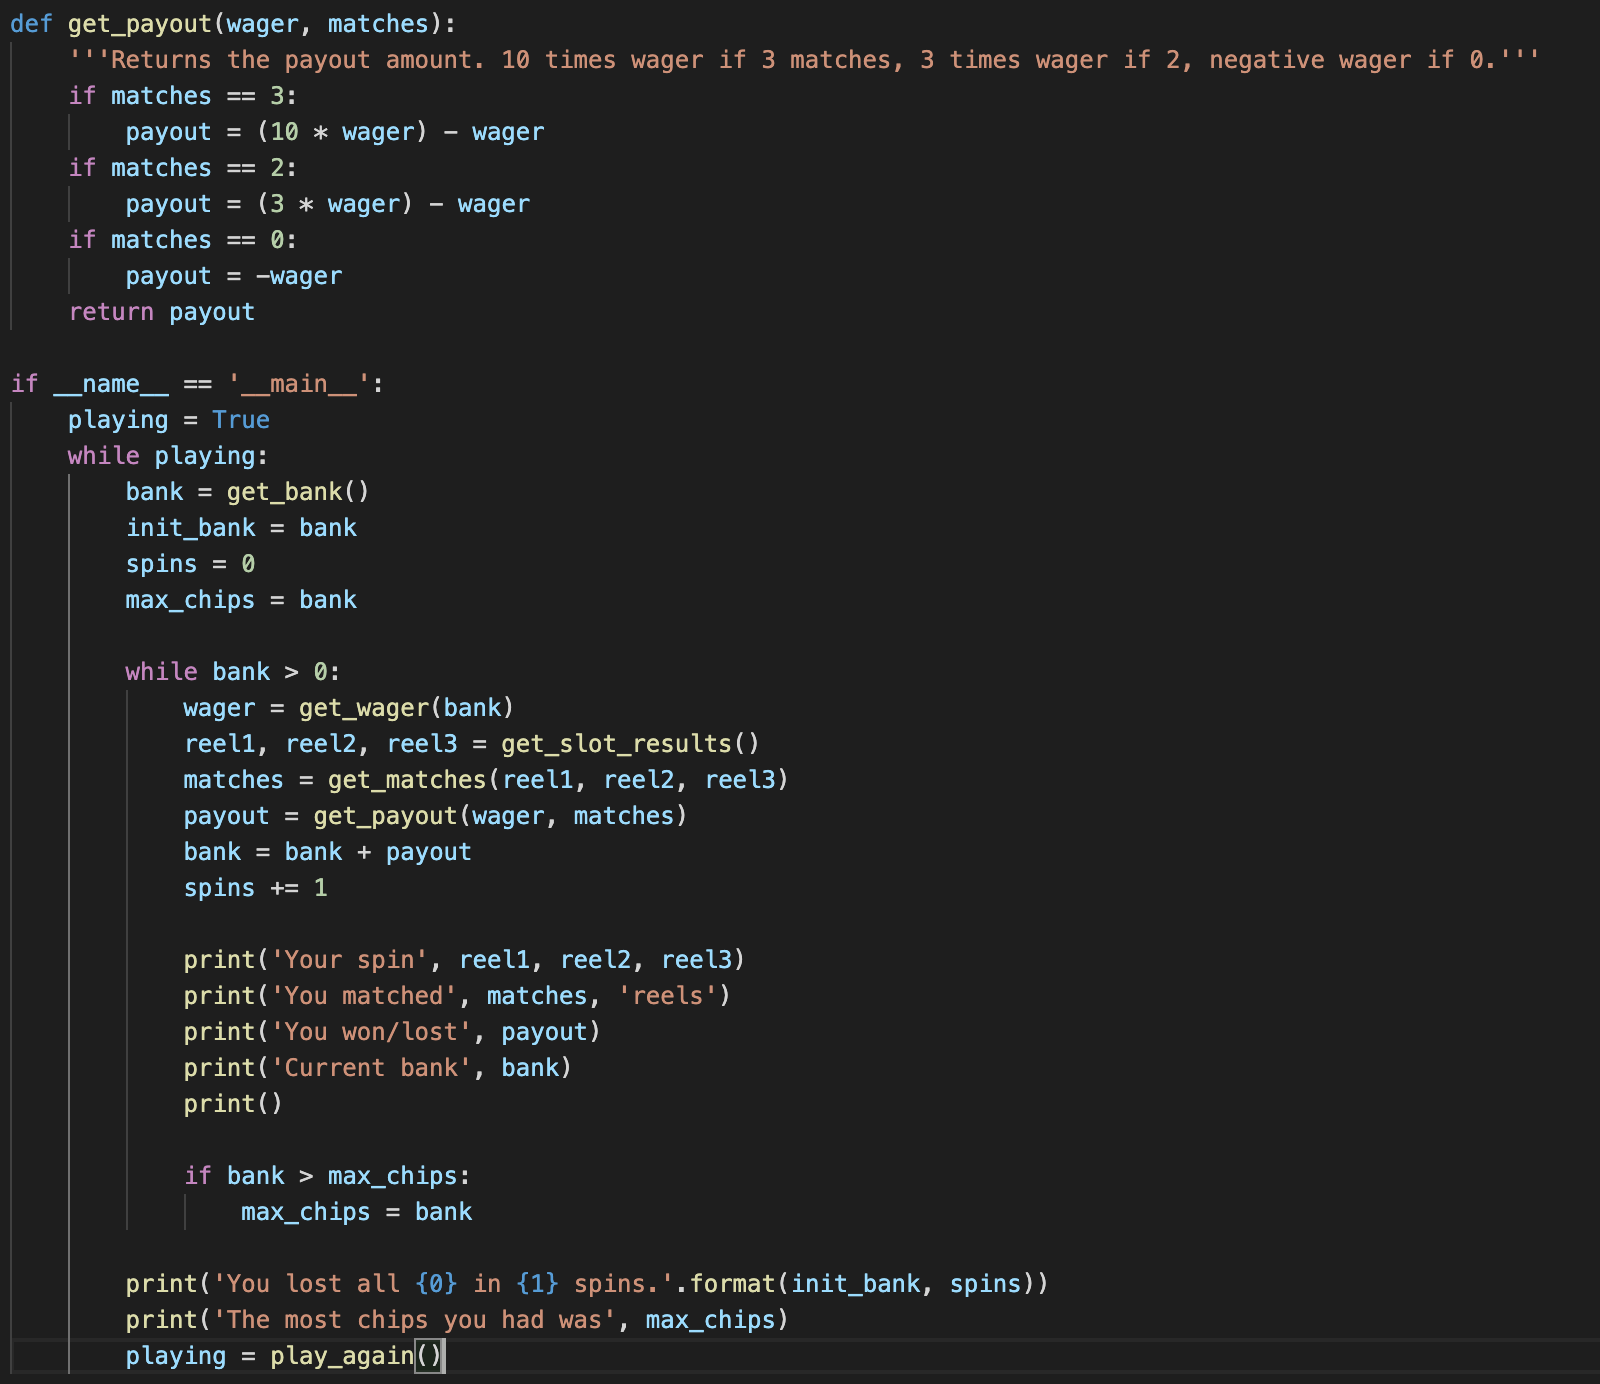 def get_payout(wager, matches):
    '''Returns the payout amount. 10 times wager if 3 matches, 3 times wager if 2, negative wager if 0.'''
    if matches == 3:
        payout = (10 * wager) - wager
    if matches == 2:
        payout = (3 * wager) - wager
    if matches == 0:
        payout = -wager
    return payout

if __name__ == '__main__':
    playing = True
    while playing:
        bank = get_bank()
        init_bank = bank
        spins = 0
        max_chips = bank

        while bank > 0:
            wager = get_wager(bank)
            reel1, reel2, reel3 = get_slot_results()
            matches = get_matches(reel1, reel2, reel3)
            payout = get_payout(wager, matches)
            bank = bank + payout
            spins += 1

            print('Your spin', reel1, reel2, reel3)
            print('You matched', matches, 'reels')
            print('You won/lost', payout)
            print('Current bank', bank)
            print()

            if bank > max_chips:
                max_chips = bank

        print('You lost all {0} in {1} spins.'.format(init_bank, spins))
        print('The most chips you had was', max_chips)
        playing = play_again()